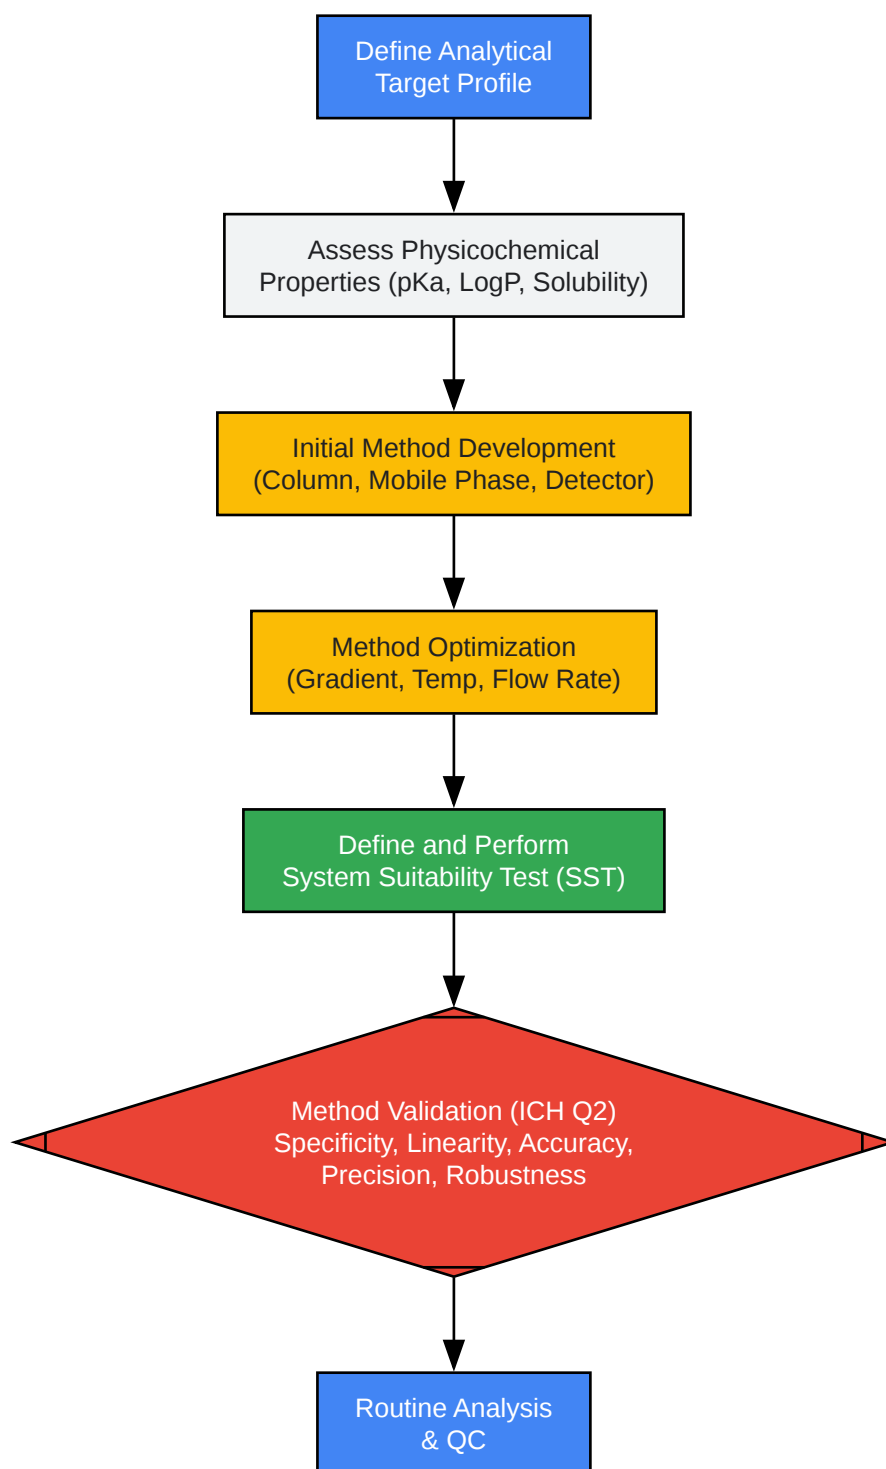 Define Analytical
Target Profile
Assess Physicochemical
Properties (pKa, LogP, Solubility)
Initial Method Development
(Column, Mobile Phase, Detector)
Method Optimization
(Gradient, Temp, Flow Rate)
Define and Perform
System Suitability Test (SST)
Method Validation (ICH Q2)
Specificity, Linearity, Accuracy,
Precision, Robustness
Routine Analysis
& QC